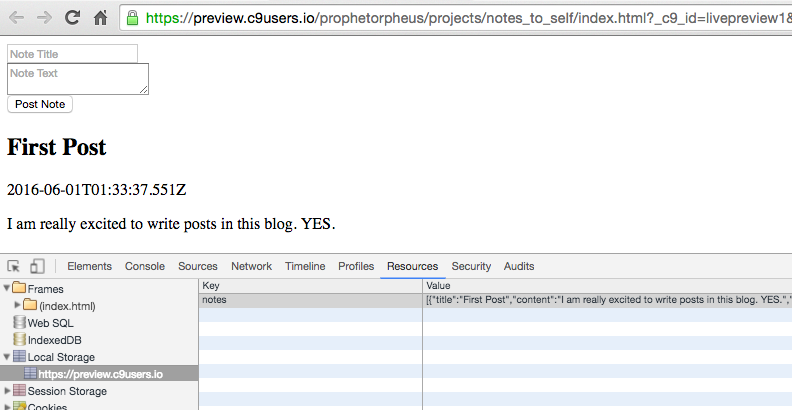 https://preview.c9users.io/prophetorpheus/projects/notes_to_self/index.html?_c9_id=livepreview1&
Note Title
Note Text
Post Note
First Post
2016-06-01T01:33:37.551Z
I am really excited to write posts in this blog. YES.
Elements Console Sources Network Timeline Profiles Resources Security Audits
Frames
(index.html)
Web SQL
IndexedDB
Local Storage
https://preview.c9users.io
Session Storage
Cookies
Key Value
notes [{"title":"First Post","content":"I am really excited to write posts in this blog. YES.","